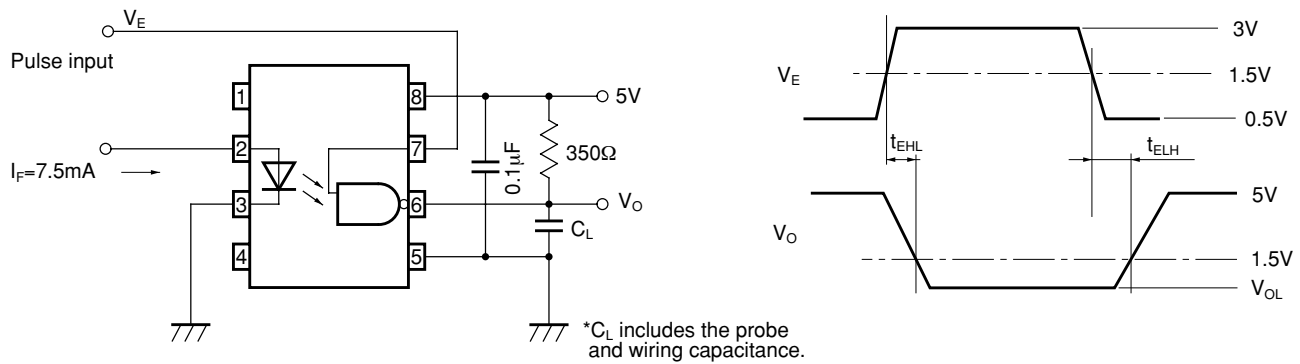 V_E
Pulse input
1
8
5V
2
7
I_F=7.5mA
0.1μF
350Ω
3
6
V_O
C_L
4
5
*C_L includes the probe
and wiring capacitance.
3V
V_E
1.5V
0.5V
t_EHL
t_ELH
5V
V_O
1.5V
V_OL